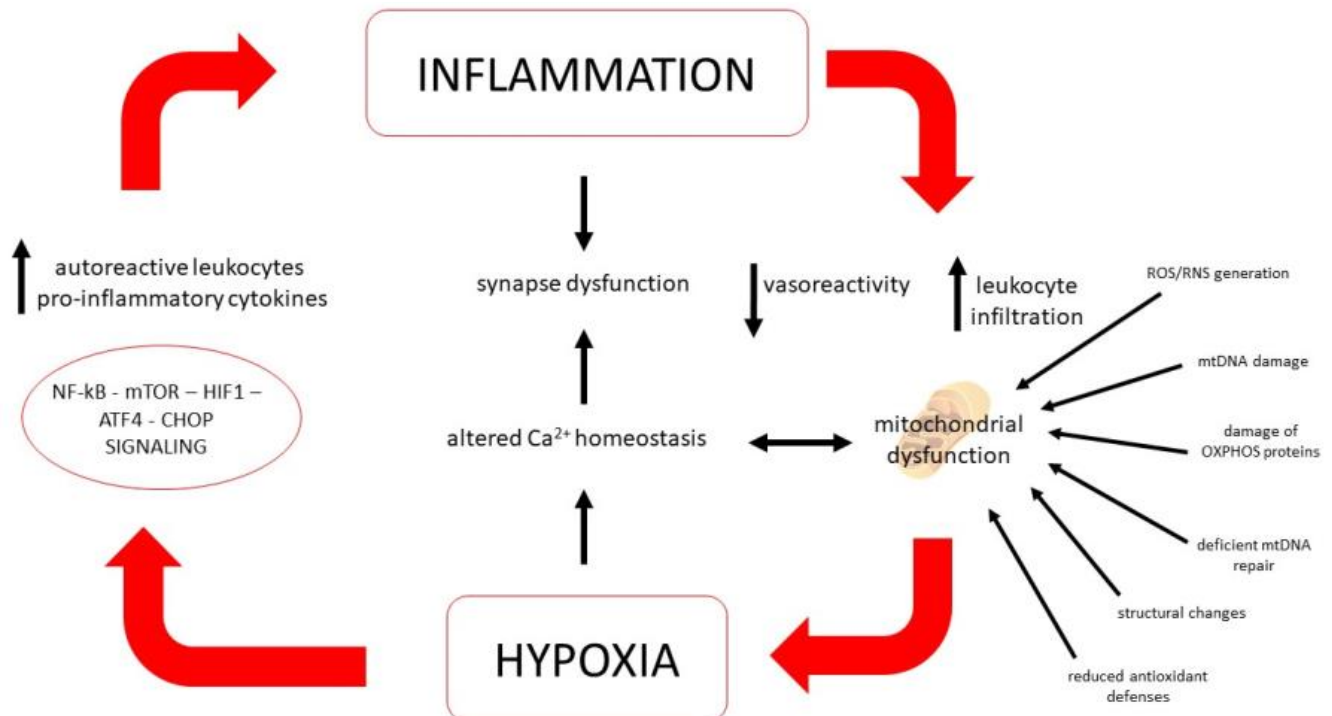 INFLAMMATION
autoreactive leukocytes
pro-inflammatory cytokines
synapse dysfunction
vasoreactivity
leukocyte
infiltration
ROS/RNS generation
mtDNA damage
NF-kB - mTOR – HIF1 –
ATF4 - CHOP
SIGNALING
altered Ca²⁺ homeostasis
mitochondrial
dysfunction
damage of
OXPHOS proteins
deficient mtDNA
repair
structural changes
HYPOXIA
reduced antioxidant
defenses